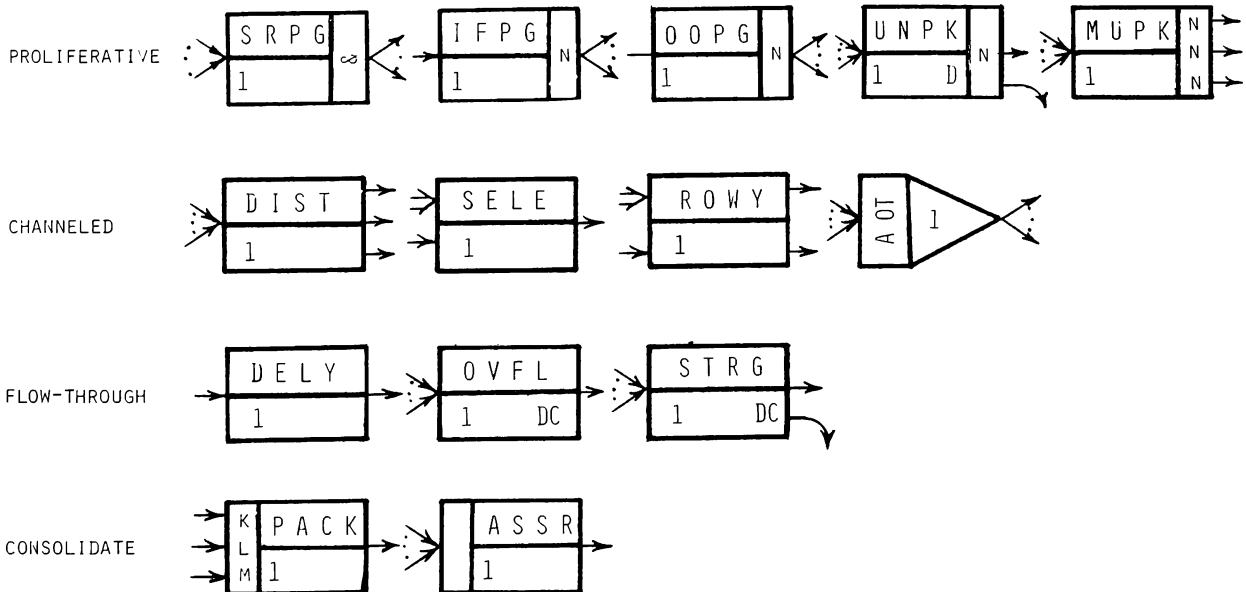 PROLIFERATIVE
S R P G
1
&
I F P G
1
N
O O P G
1
N
U N P K
1 D
N
M U P K
1
N
N
N
CHANNELED
D I S T
1
S E L E
1
R O W Y
1
A O T
1
FLOW-THROUGH
D E L Y
1
O V F L
1 DC
S T R G
1 DC
CONSOLIDATE
K
L
M
P A C K
1
A S S R
1